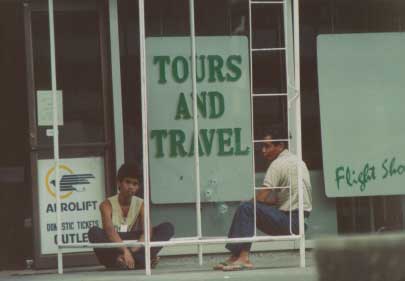 TOURS
AND
TRAVEL
AEROLIFT
DOMESTIC TICKETS
OUTLET
Flight Sho